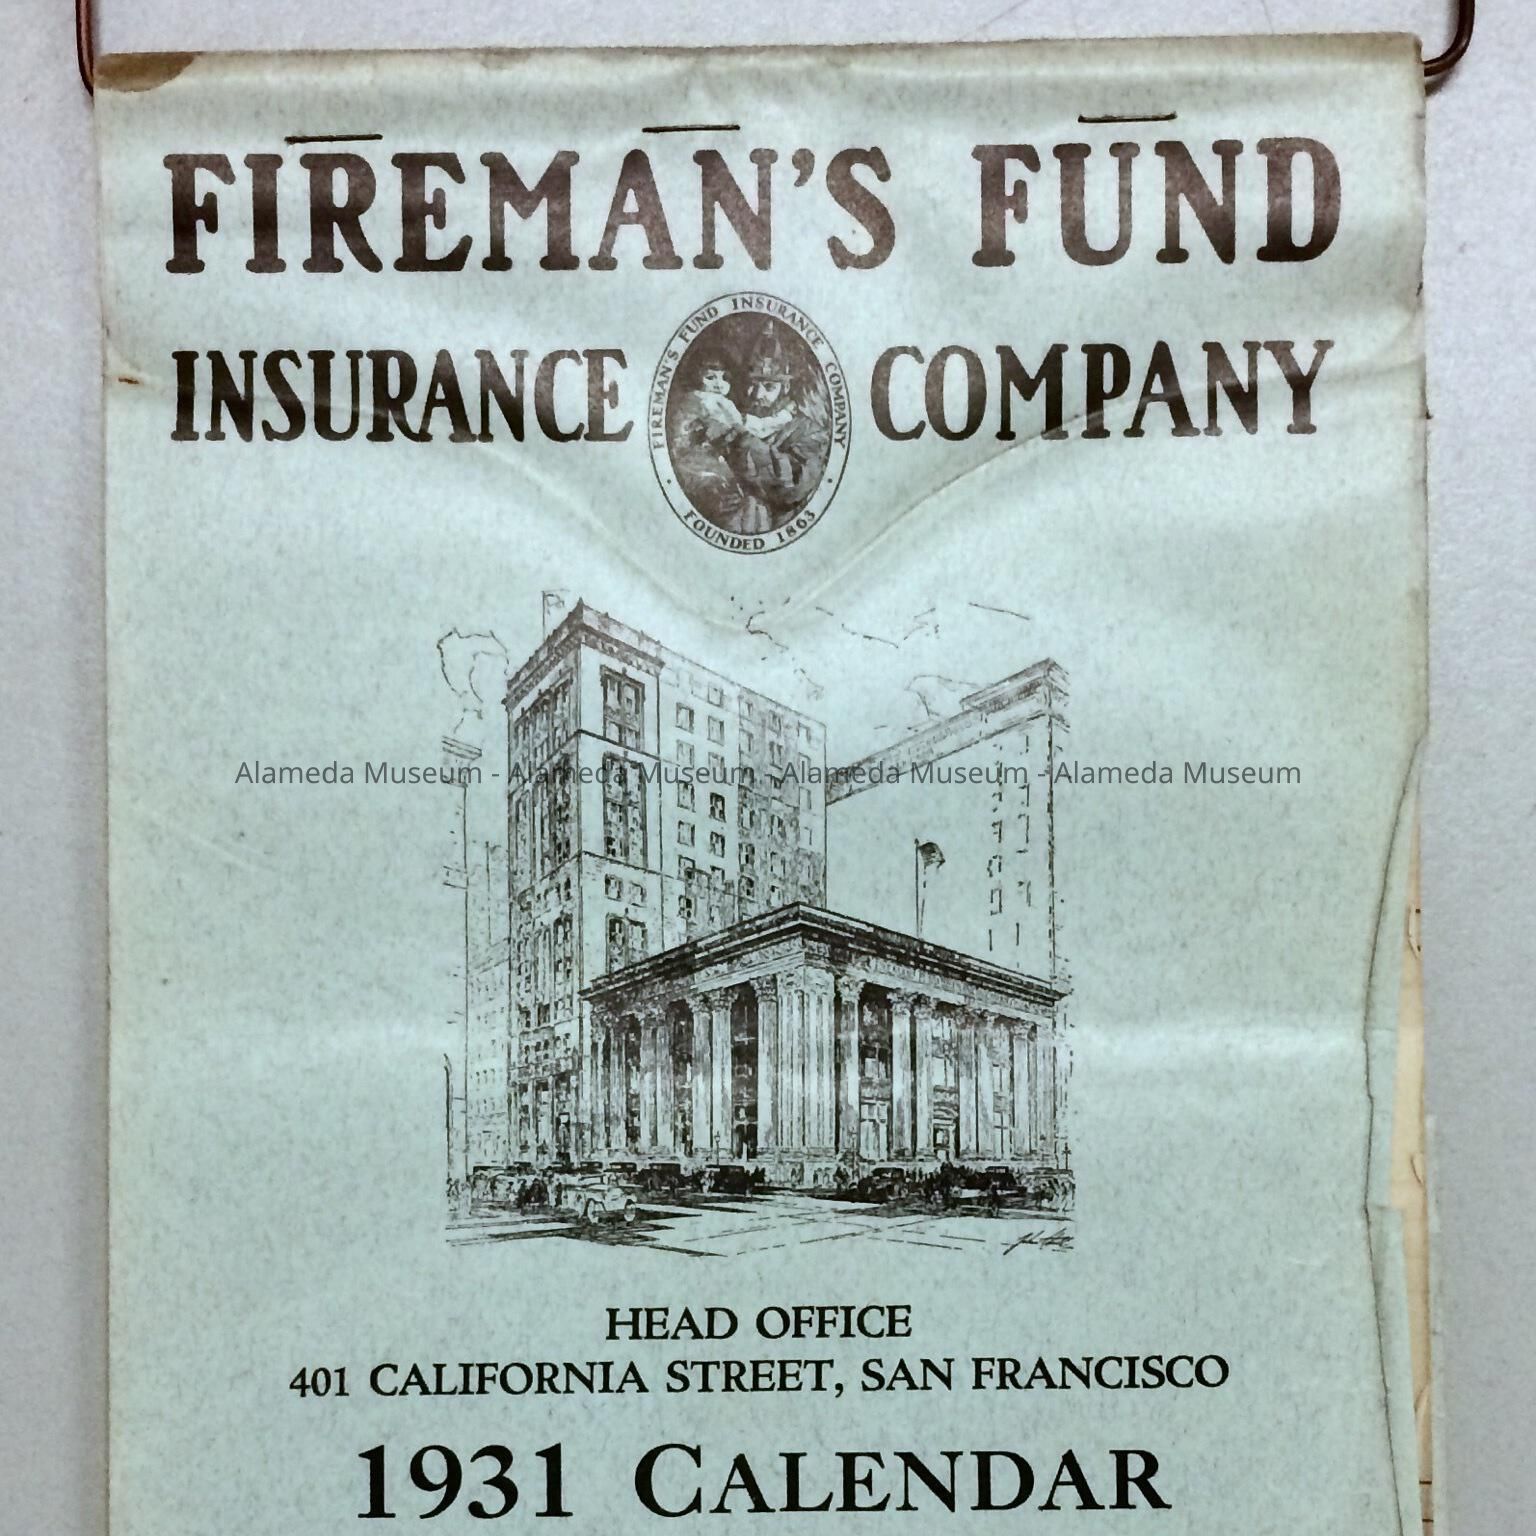 FIREMAN'S FUND
INSURANCE COMPANY
FIREMAN'S FUND INSURANCE COMPANY
FOUNDED 1863
Alameda Museum - Alameda Museum - Alameda Museum - Alameda Museum
HEAD OFFICE
401 CALIFORNIA STREET, SAN FRANCISCO
1931 CALENDAR